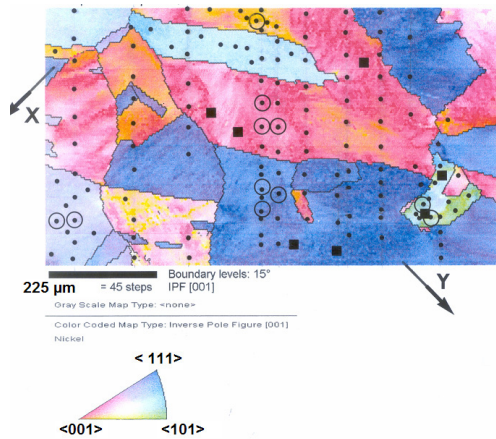 X
Y
Boundary levels: 15°
225 µm = 45 steps IPF [001]
Gray Scale Map Type: <none>
Color Coded Map Type: Inverse Pole Figure [001]
Nickel
< 111>
<001> <101>